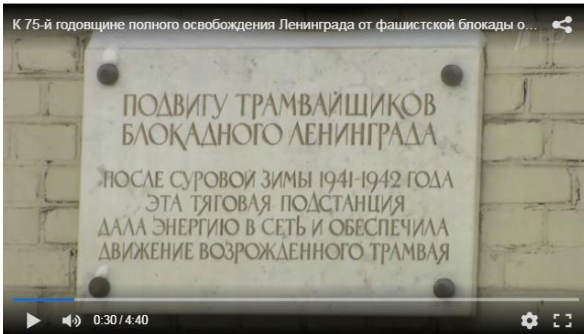 К 75-й годовщине полного освобождения Ленинграда от фашистской блокады о...
ПОДВИГУ ТРАМВАЙЩИКОВ
БЛОКАДНОГО ЛЕНИНГРАДА
ПОСЛЕ СУРОВОЙ ЗИМЫ 1941-1942 ГОДА
ЭТА ТЯГОВАЯ ПОДСТАНЦИЯ
ДАЛА ЭНЕРГИЮ В СЕТЬ И ОБЕСПЕЧИЛА
ДВИЖЕНИЕ ВОЗРОЖДЕННОГО ТРАМВАЯ
0:30 / 4:40